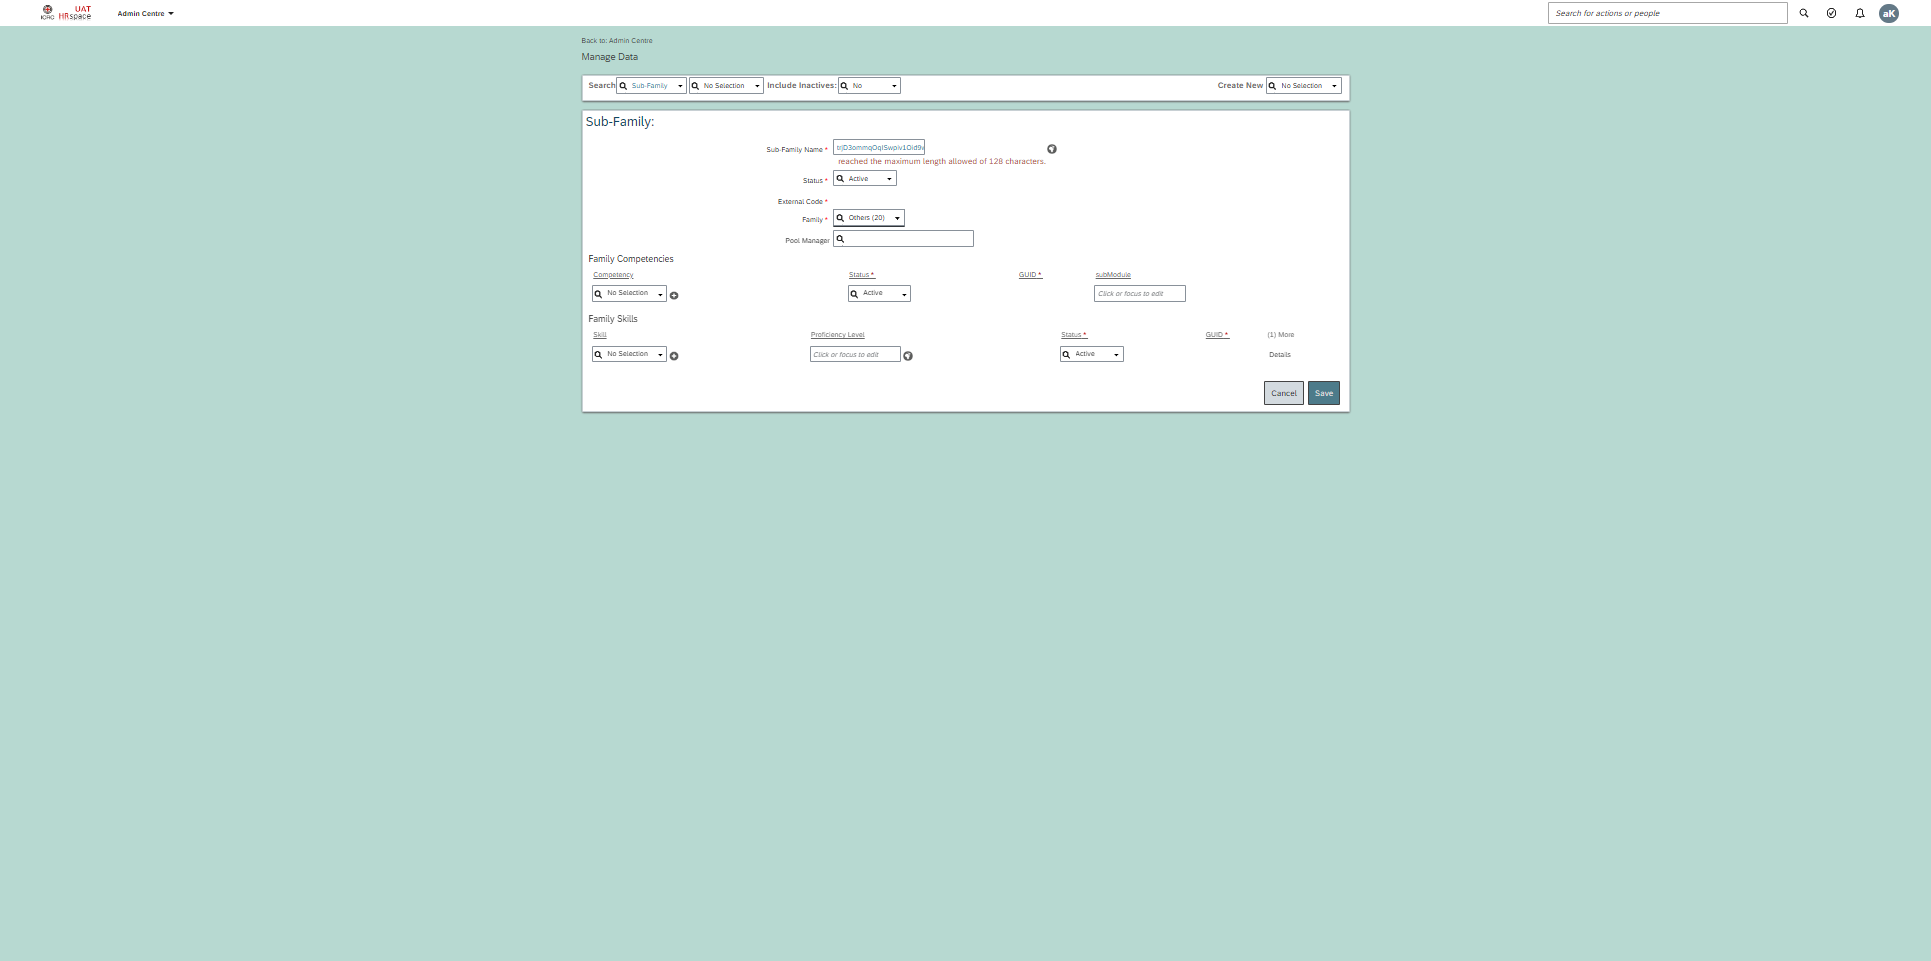 ICRC UAT HRspace Admin Centre Search for actions or people aK
Back to: Admin Centre
Manage Data
Search Sub-Family No Selection Include Inactives: No Create New No Selection
Sub-Family:
Sub-Family Name *
reached the maximum length allowed of 128 characters.
Status * Active
External Code *
Family * Others (20)
Pool Manager
Family Competencies
Competency Status * GUID * subModule
No Selection Active Click or focus to edit
Family Skills
Skill Proficiency Level Status * GUID * (1) More
No Selection Click or focus to edit Active Details
Cancel Save